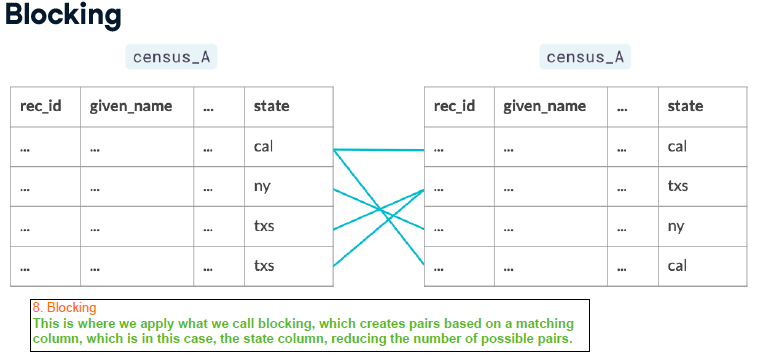 Blocking
census_A census_A
rec_id given_name ... state rec_id given_name ... state
... ... ... cal ... ... ... cal
... ... ... ny ... ... ... txs
... ... ... txs ... ... ... ny
... ... ... txs ... ... ... cal
8. Blocking
This is where we apply what we call blocking, which creates pairs based on a matching
column, which is in this case, the state column, reducing the number of possible pairs.